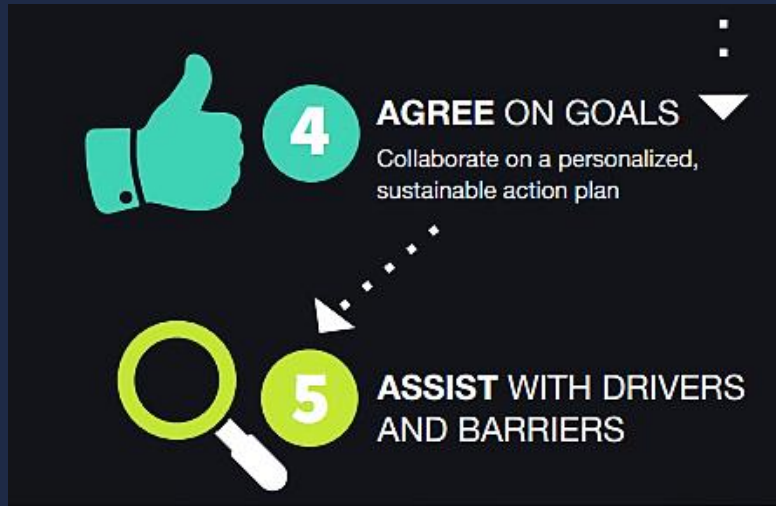 4
AGREE ON GOALS
Collaborate on a personalized,
sustainable action plan
5
ASSIST WITH DRIVERS
AND BARRIERS